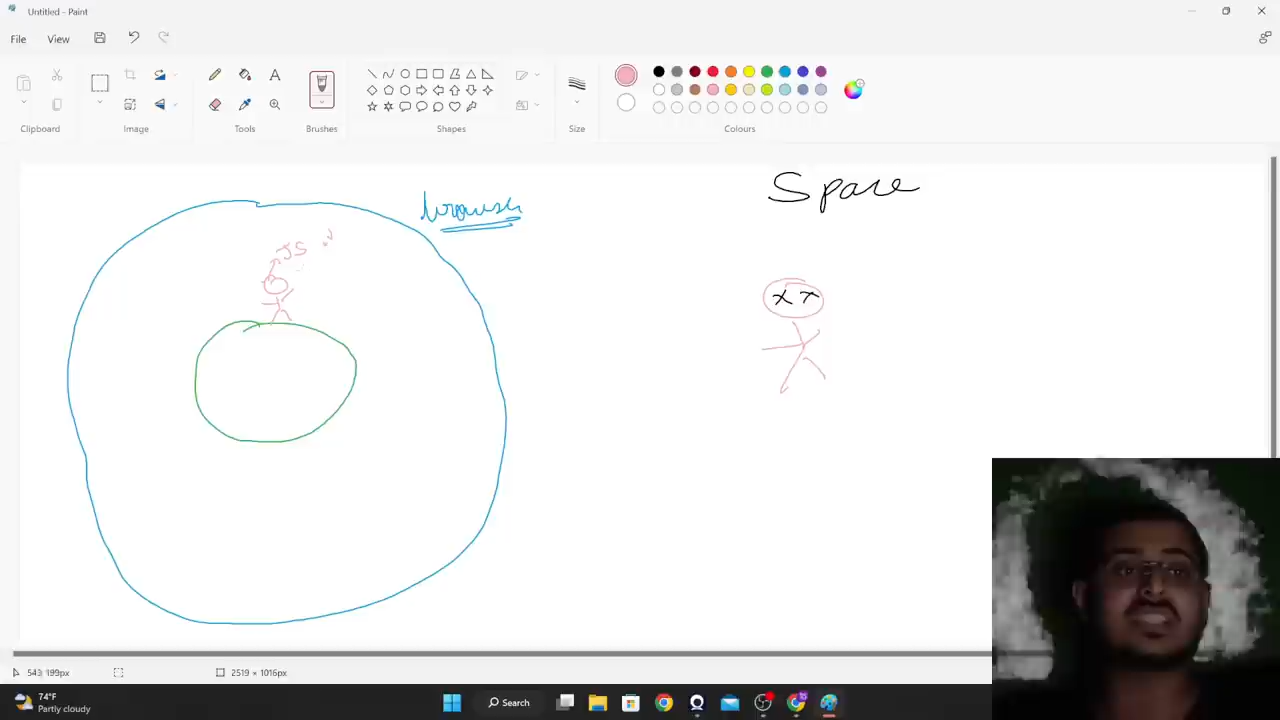 Untitled - Paint
File
View
Clipboard
Image
Tools
Brushes
Shapes
Size
Colours
Space
browser
JS
x x
543, 199px
2519 × 1016px
74°F
Partly cloudy
Search